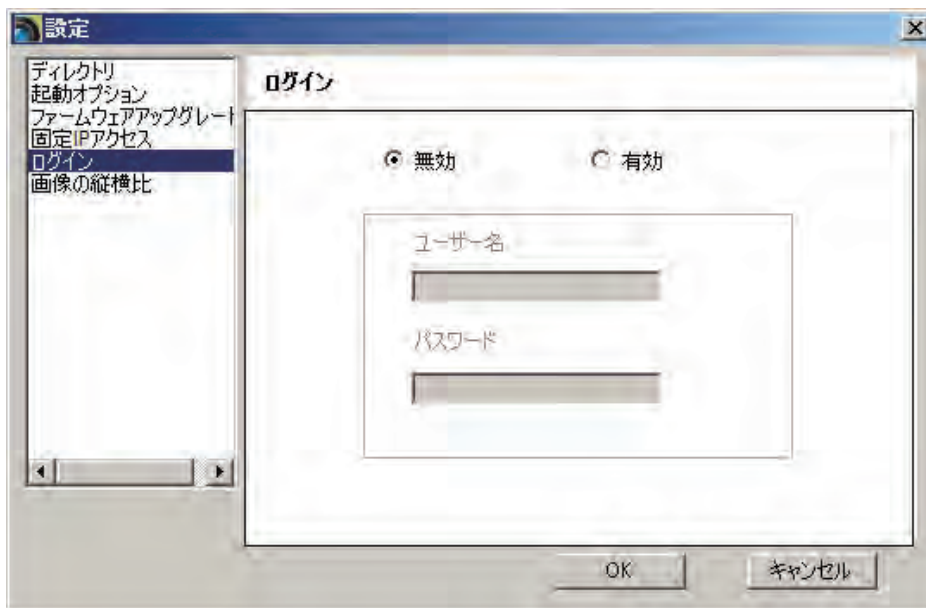 設定
ディレクトリ
起動オプション
ファームウェアアップグレート
固定IPアクセス
ログイン
画像の縦横比
ログイン
無効 有効
ユーザー名
パスワード
OK キャンセル